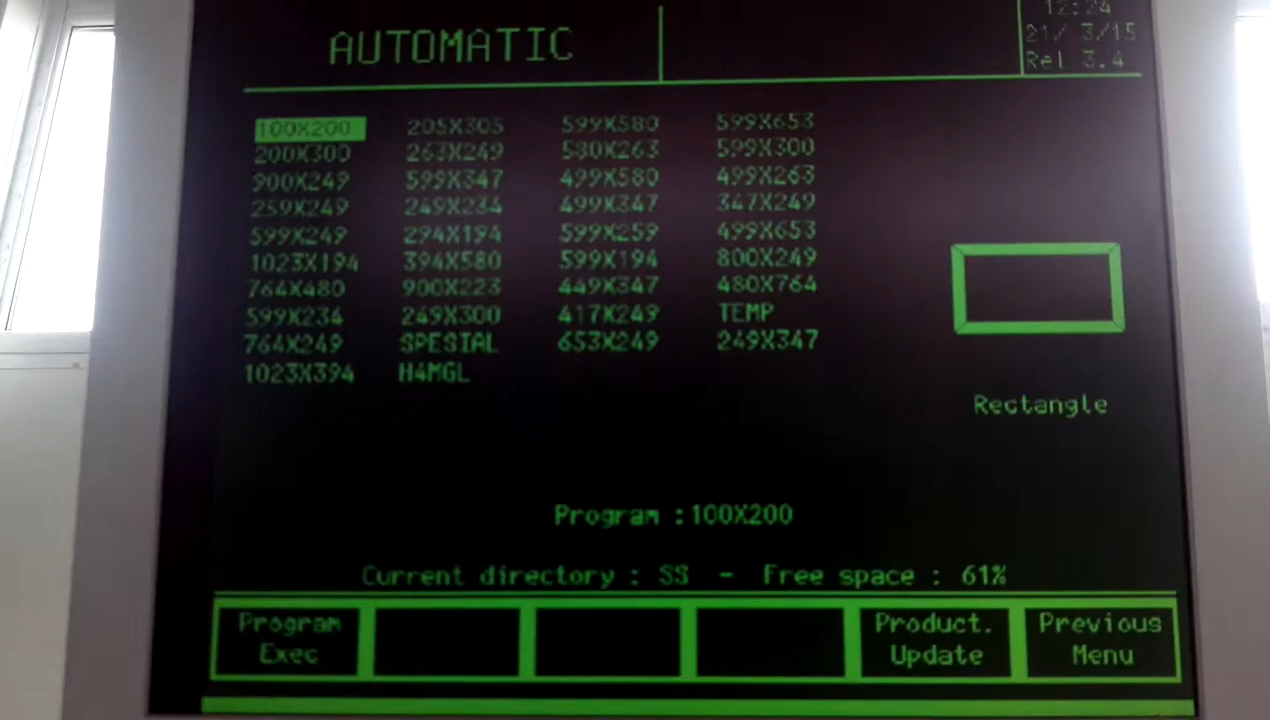 AUTOMATIC
12:24
21/ 3/15
Rel 3.4
100X200 205X305 599X580 599X653
200X300 263X249 580X263 599X300
900X249 599X347 499X580 499X263
259X249 249X234 499X347 347X249
599X249 294X194 599X259 499X653
1023X194 394X580 599X194 800X249
764X480 900X223 449X347 480X764
599X234 249X300 417X249 TEMP
764X249 SPESIAL 653X249 249X347
1023X394 H4MGL
Rectangle
Program :100X200
Current directory : SS - Free space : 61%
Program Exec
Product. Update
Previous Menu